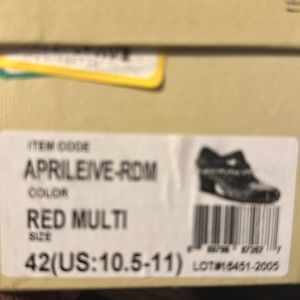 ITEM CODE
APRILEIVE-RDM
COLOR
RED MULTI
SIZE
42(US:10.5-11)
LOT#16451-2005